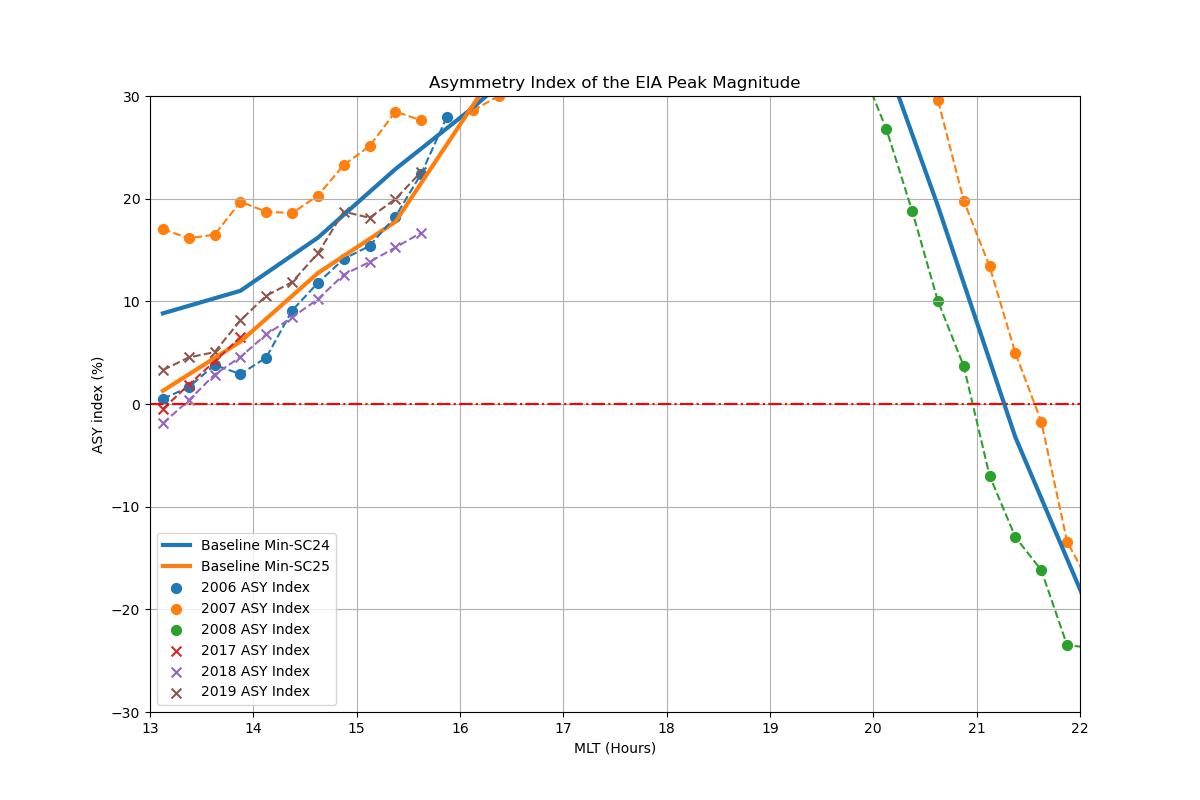 Asymmetry Index of the EIA Peak Magnitude
30
20
10
0
−10
−20
−30
ASY index (%)
Baseline Min-SC24
Baseline Min-SC25
2006 ASY Index
2007 ASY Index
2008 ASY Index
2017 ASY Index
2018 ASY Index
2019 ASY Index
13 14 15 16 17 18 19 20 21 22
MLT (Hours)